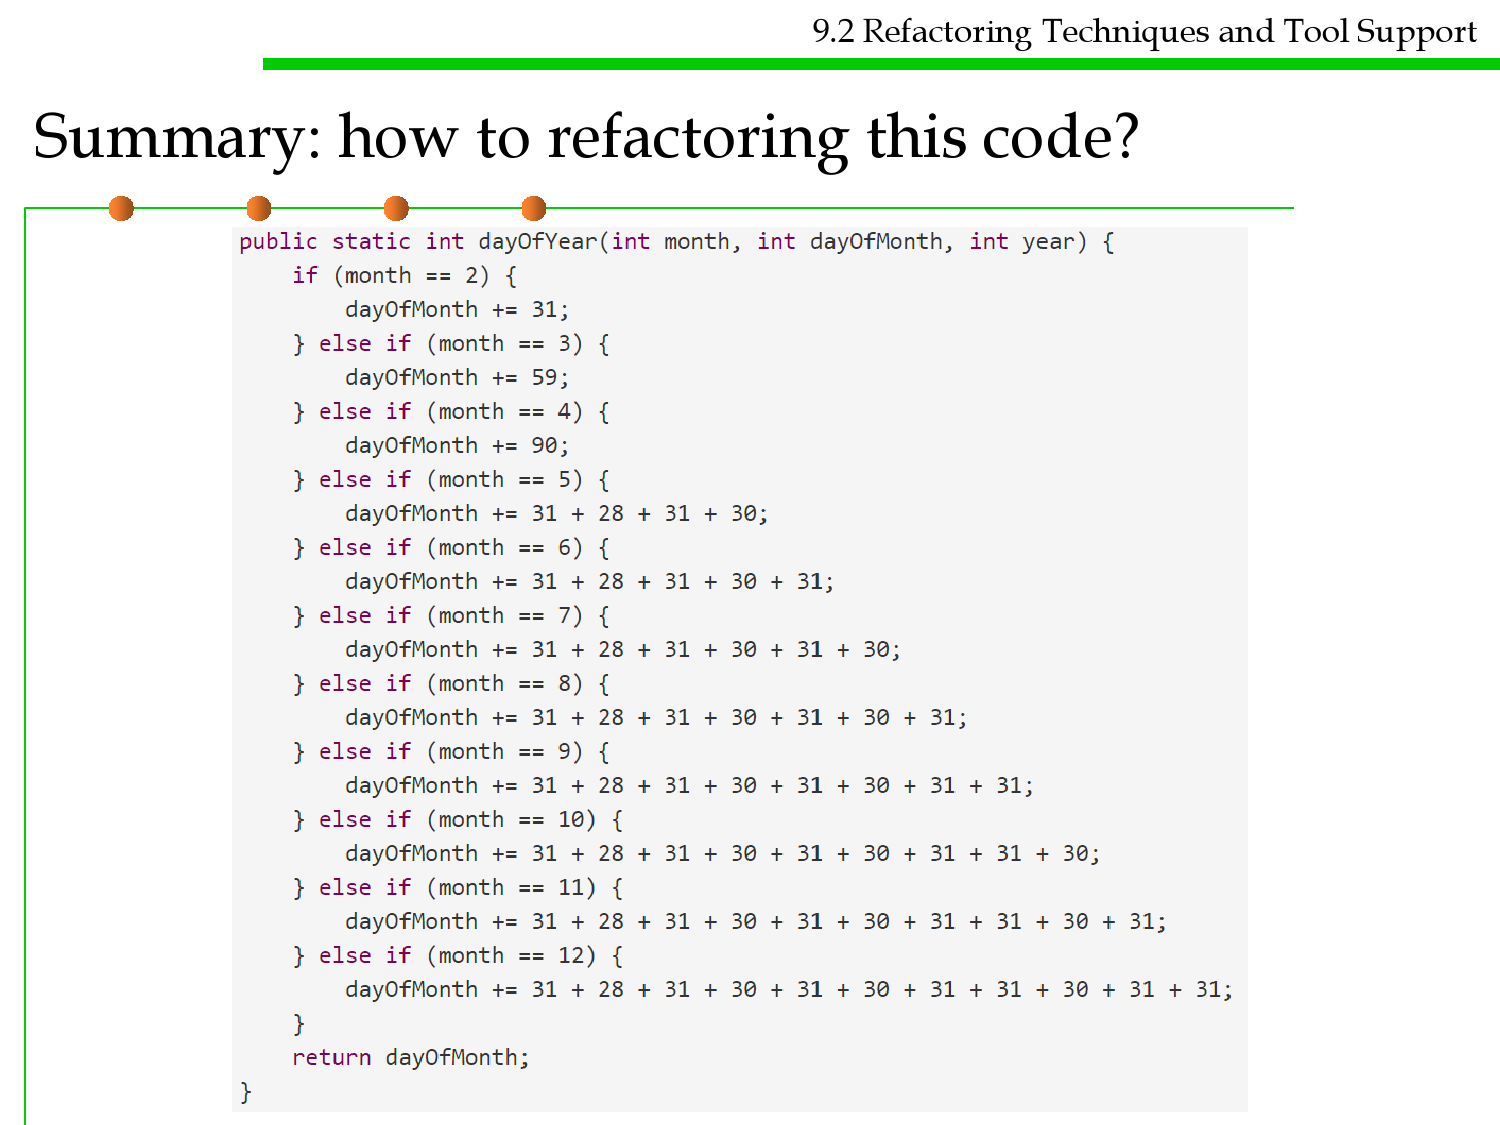 9.2 Refactoring Techniques and Tool Support
Summary: how to refactoring this code?
public static int dayOfYear(int month, int dayOfMonth, int year) {
    if (month == 2) {
        dayOfMonth += 31;
    } else if (month == 3) {
        dayOfMonth += 59;
    } else if (month == 4) {
        dayOfMonth += 90;
    } else if (month == 5) {
        dayOfMonth += 31 + 28 + 31 + 30;
    } else if (month == 6) {
        dayOfMonth += 31 + 28 + 31 + 30 + 31;
    } else if (month == 7) {
        dayOfMonth += 31 + 28 + 31 + 30 + 31 + 30;
    } else if (month == 8) {
        dayOfMonth += 31 + 28 + 31 + 30 + 31 + 30 + 31;
    } else if (month == 9) {
        dayOfMonth += 31 + 28 + 31 + 30 + 31 + 30 + 31 + 31;
    } else if (month == 10) {
        dayOfMonth += 31 + 28 + 31 + 30 + 31 + 30 + 31 + 31 + 30;
    } else if (month == 11) {
        dayOfMonth += 31 + 28 + 31 + 30 + 31 + 30 + 31 + 31 + 30 + 31;
    } else if (month == 12) {
        dayOfMonth += 31 + 28 + 31 + 30 + 31 + 30 + 31 + 31 + 30 + 31 + 31;
    }
    return dayOfMonth;
}